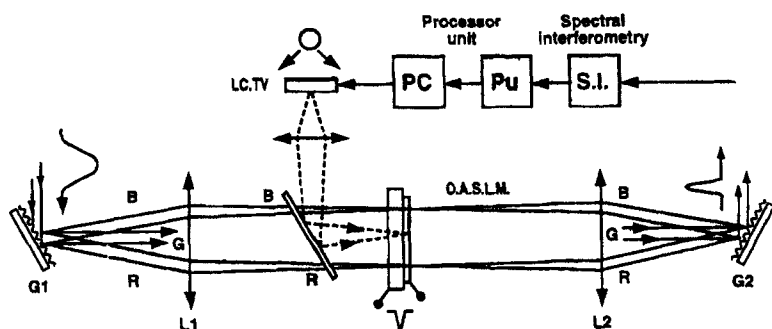 Processor
unit
Spectral
interferometry
LC.TV
PC
Pu
S.I.
B
B
O.A.S.L.M.
B
G
G
R
R
R
G1
L1
L2
G2